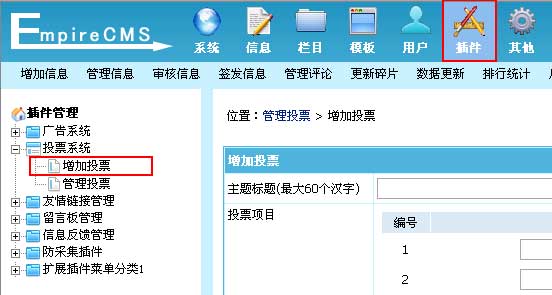 EmpireCMS
系统 信息 栏目 模板 用户 插件 其他
增加信息 管理信息 审核信息 签发信息 管理评论 更新碎片 数据更新 排行统计
插件管理
广告系统
投票系统
增加投票
管理投票
友情链接管理
留言板管理
信息反馈管理
防采集插件
扩展插件菜单分类1
位置：管理投票 > 增加投票
增加投票
主题标题(最大60个汉字)
投票项目
编号
1
2